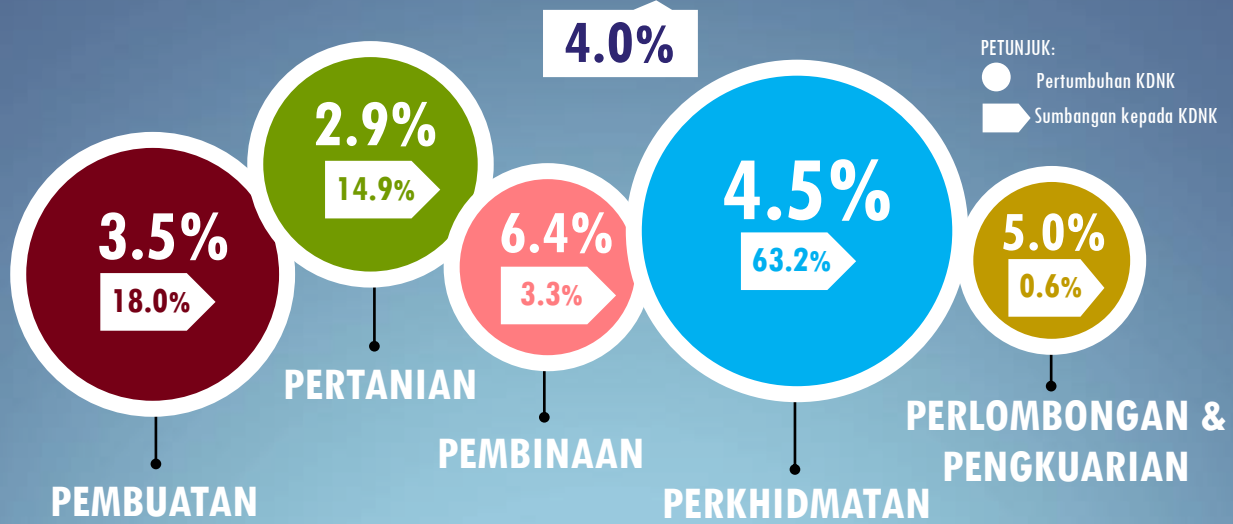 4.0%
PETUNJUK:
Pertumbuhan KDNK
Sumbangan kepada KDNK
3.5%
18.0%
PEMBUATAN
2.9%
14.9%
PERTANIAN
6.4%
3.3%
PEMBINAAN
4.5%
63.2%
PERKHIDMATAN
5.0%
0.6%
PERLOMBONGAN &
PENGKUARIAN